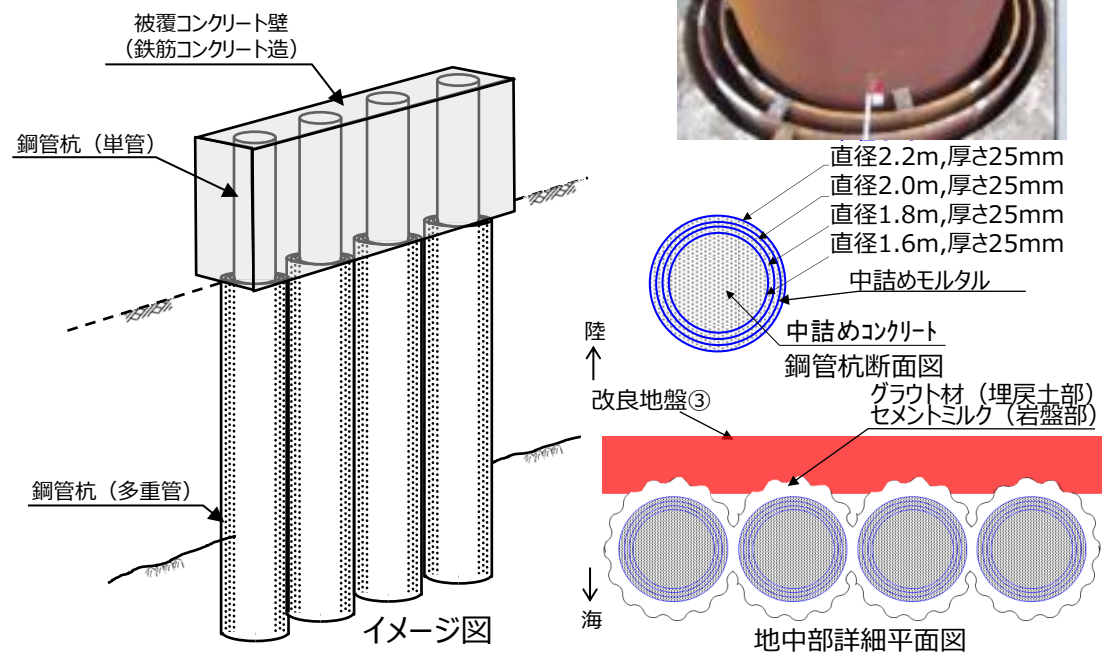 被覆コンクリート壁
（鉄筋コンクリート造）
鋼管杭（単管）
鋼管杭（多重管）
イメージ図
直径2.2m,厚さ25mm
直径2.0m,厚さ25mm
直径1.8m,厚さ25mm
直径1.6m,厚さ25mm
中詰めモルタル
中詰めコンクリート
鋼管杭断面図
陸
改良地盤③
グラウト材（埋戻土部）
セメントミルク（岩盤部）
海
地中部詳細平面図